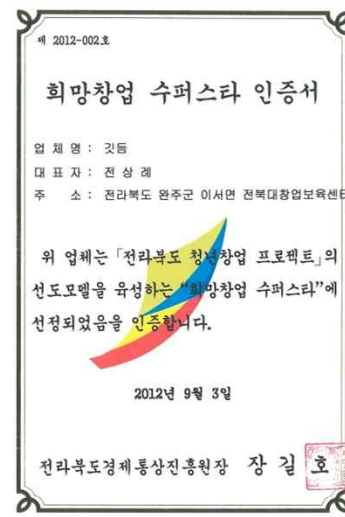 제 2012-002호
희망창업 수퍼스타 인증서
업 체 명 : 깃듬
대 표 자 : 전 상 례
주 소 : 전라북도 완주군 이서면 전북대창업보육센터
위 업체는 「전라북도 청년창업 프로젝트」의
선도모델을 육성하는 “희망창업 수퍼스타”에
선정되었음을 인증합니다.
2012년 9월 3일
전라북도경제통상진흥원장 장 길 호